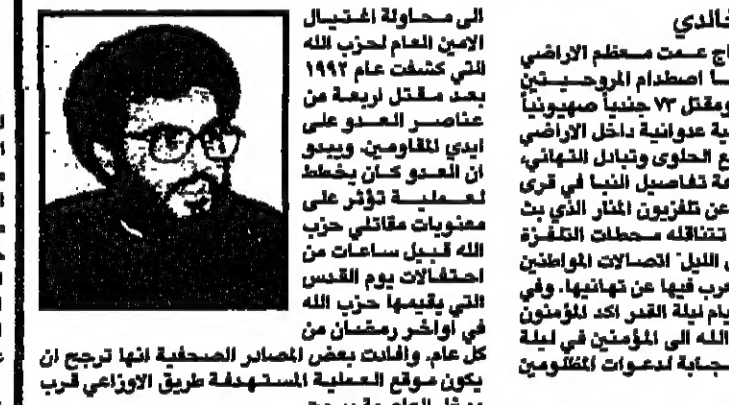 خالدي
اج عمت معظم الاراضي
ا اصطدام المروحيتين
ومقتل ٧٣ جندياً صهيونياً
ية عدوانية داخل الاراضي
ع الحلوى وتبادل التهاني،
عة تفاصيل النبا في قرى
عن تلفزيون المنار الذي بث
تتناقله محطات التلفزة
الليل" اتصالات المواطنين
عرب فيها عن تهانيها. وفي
يام ليلة القدر اكد المؤمنون
الله الى المؤمنين في ليلة
جابة لدعوات المظلومين
الى محاولة اغتيال
الامين العام لحزب الله
التي كشفت عام ١٩٩٢
بعد مقتل اربعة من
عناصر العدو على
ايدي المقاومين. ويبدو
ان العدو كان يخطط
لعملية تؤثر على
معنويات مقاتلي حزب
الله قبيل ساعات من
احتفالات يوم القدس
التي يقيمها حزب الله
في اواخر رمضان من
كل عام. وافادت بعض المصادر الصحفية انها ترجح ان
يكون موقع العملية المستهدفة طريق الاوزاعي قرب